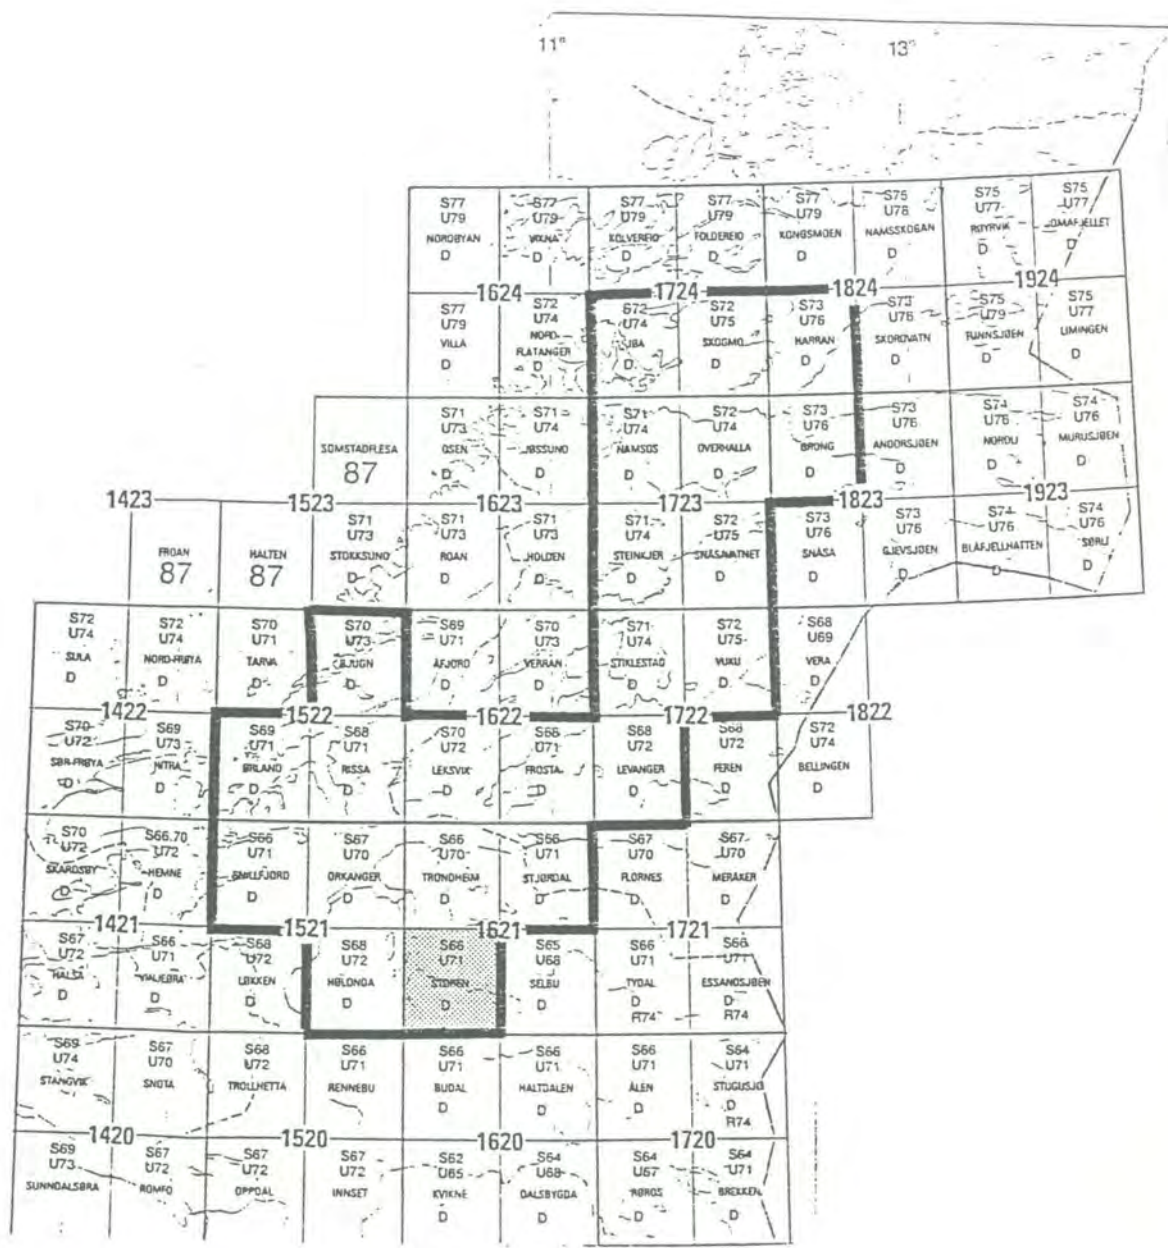 11° 13°
S77 S77 S77 S77 S77 S75 S75 S75
U79 U79 U79 U79 U79 U78 U77 U77
NORDØYAN VIKNA KOLVEREID FOLDEREID KONGSMOEN NAMSSKOGAN RØYRVIK
D D D D D D D D
1624 1724 1824 1924
S77 S72 S72 S72 S73 S73 S75 S75
U79 U74 U74 U75 U76 U76 U79 U77
VILLA NORD FLATANGER SKOGMO HARRAN SKOROVATN TUNNSJØEN LIMINGEN
D D D D D D D D
S71 S71 S71 S72 S73 S73 S74 S74
U73 U74 U74 U74 U76 U76 U76 U76
SOMSTADFLESA OSEN JØSSUND NAMSOS OVERHALLA GRONG ANDORSJØEN NORDLI MURUSJØEN
87 D D D D D D D D
1423 1523 1623 1723 1823 1923
S71 S71 S71 S71 S72 S73 S73 S74 S74
U73 U73 U73 U74 U75 U76 U76 U76 U76
FROAN HALTEN STOKKSUND ROAN HOLDEN STEINKJER SNÅSAVATNET SNÅSA GJEVSJØEN BLÅFJELLHATTEN SØRLI
87 87 D D D D D D D D D
S72 S72 S70 S70 S69 S70 S71 S72 S68
U74 U74 U71 U73 U71 U73 U74 U75 U69
SULA NORD-FRØYA TARVA BJUGN ÅFJORD VERRAN STIKLESTAD VUKU VERA
D D D D D D D D D
1422 1522 1622 1722 1822
S70 S69 S69 S68 S70 S66 S68 S68 S72
U72 U73 U71 U71 U72 U71 U72 U72 U74
SØR-FRØYA HITRA ØRLAND RISSA LEKSVIK FROSTA LEVANGER FEREN BELLINGEN
D D D D D D D D D
S70 S66.70 S66 S67 S66 S66 S67 S67
U72 U72 U71 U70 U70 U71 U70 U70
SKARDSØY HEMNE SNILLFJORD ORKANGER TRONDHEIM STJØRDAL FLORNES MERÅKER
D D D D D D D D
1421 1521 1621 1721
S67 S66 S68 S68 S66 S65 S66 S66
U72 U71 U72 U72 U71 U68 U71 U71
HALSA LØKKEN HØLONDA STØREN SELBU TYDAL ESSANDSJØEN
D D D D D D D D
R74 R74
S69 S67 S68 S66 S66 S66 S66 S64
U74 U70 U72 U71 U71 U71 U71 U71
STANGVIK SNOTA TROLLHETTA RENNEBU BUDAL HALTDALEN ÅLEN STUGUSJØ
D D D D
R74
1420 1520 1620 1720
S69 S67 S67 S67 S62 S64 S64 S64
U73 U72 U72 U72 U65 U68 U67 U71
SUNNDALSØRA ROMFO OPPDAL INNSET KVIKNE DALSBYGDA RØROS BREKKEN
D D D D